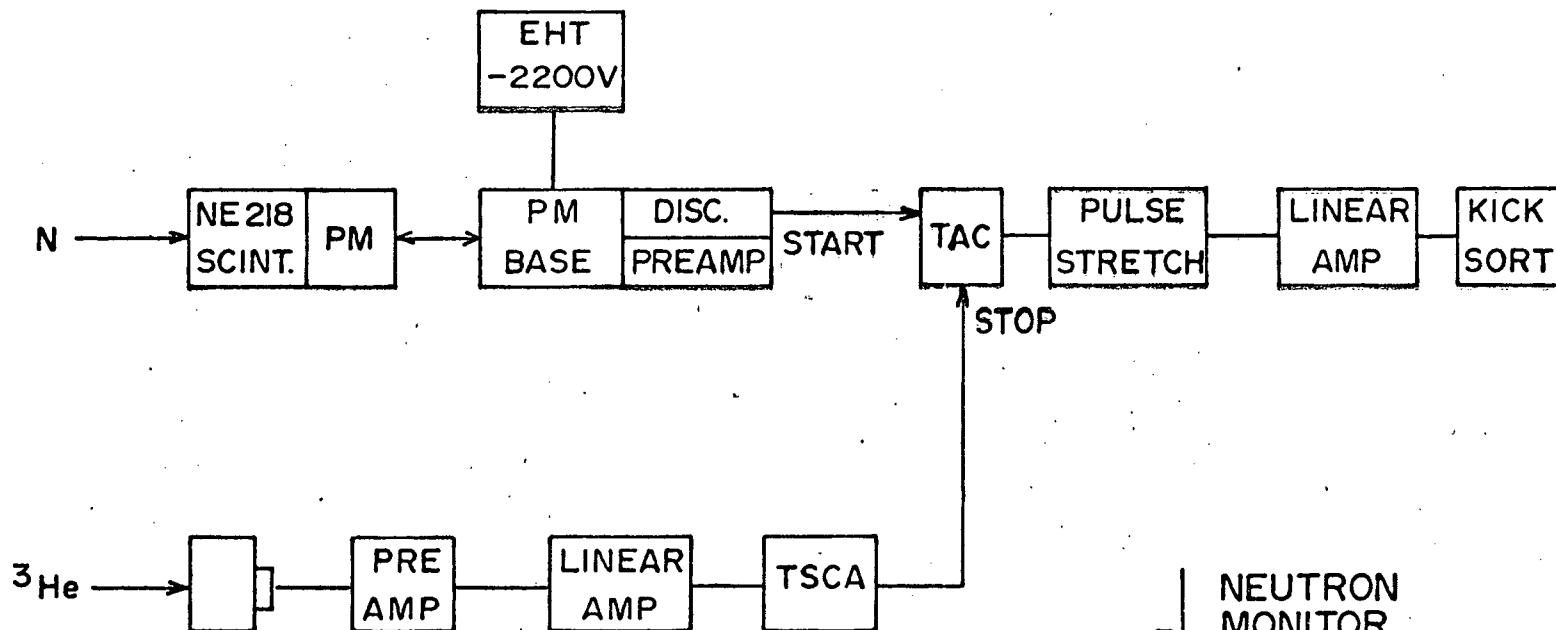 EHT
-2200V
N
NE 218
SCINT.
PM
PM
BASE
DISC.
PREAMP
START
TAC
PULSE
STRETCH
LINEAR
AMP
KICK
SORT
STOP
³He
PRE
AMP
LINEAR
AMP
TSCA
NEUTRON
MONITOR